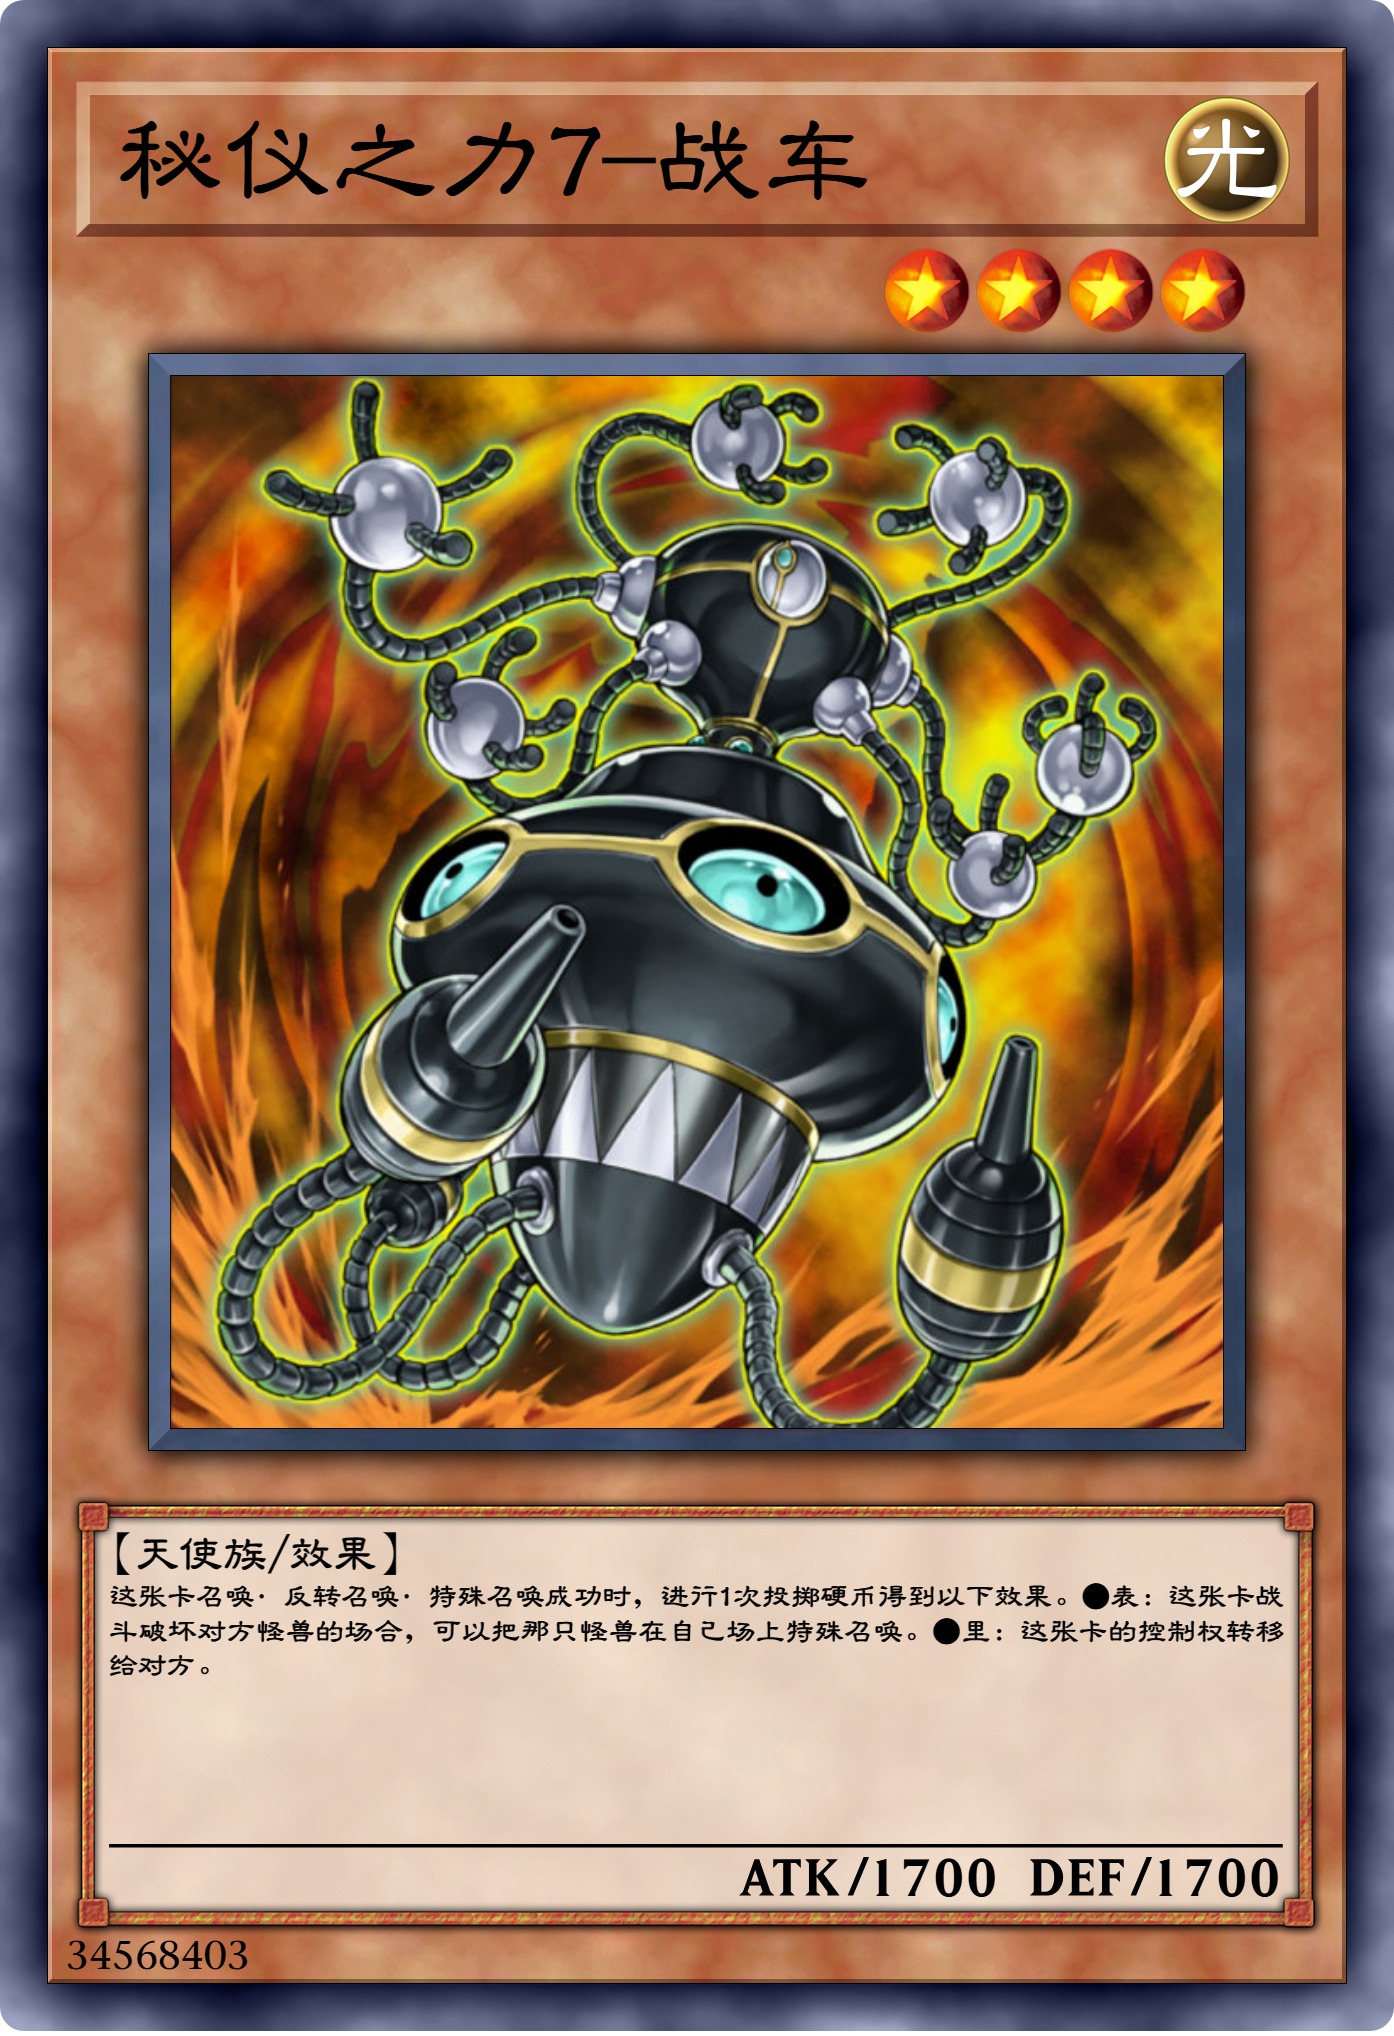 秘仪之力7-战车
光
【天使族/效果】
这张卡召唤·反转召唤·特殊召唤成功时，进行1次投掷硬币得到以下效果。●表：这张卡战
斗破坏对方怪兽的场合，可以把那只怪兽在自己场上特殊召唤。●里：这张卡的控制权转移
给对方。
ATK/1700 DEF/1700
34568403